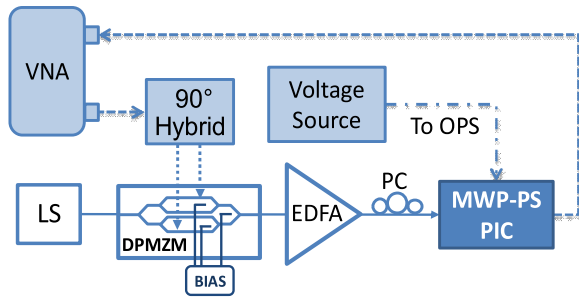 VNA
90°
Hybrid
Voltage
Source
To OPS
LS
DPMZM
BIAS
EDFA
PC
MWP-PS
PIC